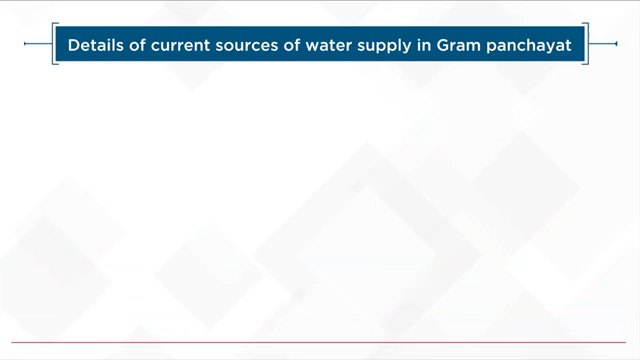 Details of current sources of water supply in Gram panchayat